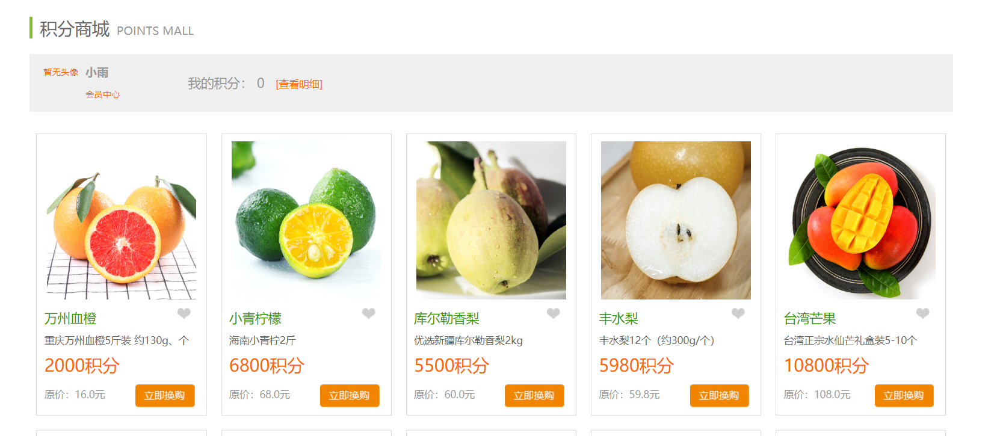 积分商城 POINTS MALL
暂无头像 小雨
会员中心
我的积分： 0 [查看明细]
万州血橙
重庆万州血橙5斤装 约130g、个
2000积分
原价：16.0元 立即换购
小青柠檬
海南小青柠2斤
6800积分
原价：68.0元 立即换购
库尔勒香梨
优选新疆库尔勒香梨2kg
5500积分
原价：60.0元 立即换购
丰水梨
丰水梨12个（约300g/个）
5980积分
原价：59.8元 立即换购
台湾芒果
台湾正宗水仙芒礼盒装5-10个
10800积分
原价：108.0元 立即换购